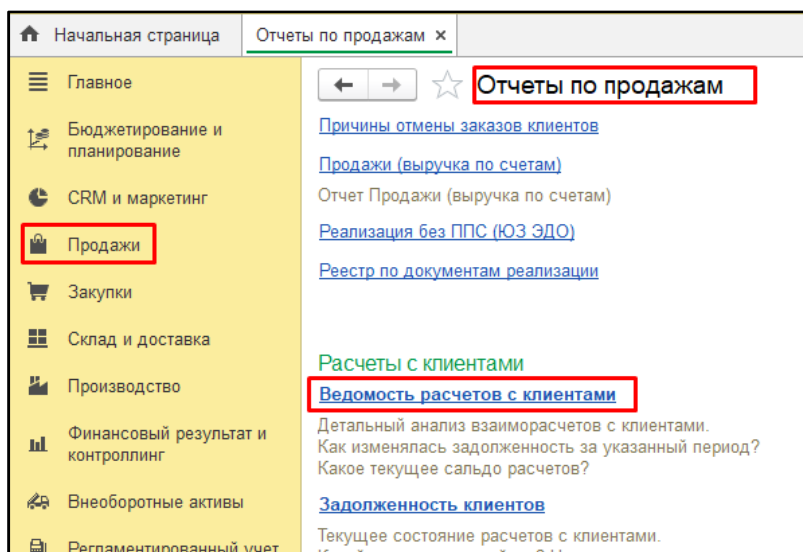 Начальная страница
Отчеты по продажам ×
Главное
Бюджетирование и
планирование
CRM и маркетинг
Продажи
Закупки
Склад и доставка
Производство
Финансовый результат и
контроллинг
Внеоборотные активы
Регламентированный учет
Отчеты по продажам
Причины отмены заказов клиентов
Продажи (выручка по счетам)
Отчет Продажи (выручка по счетам)
Реализация без ППС (ЮЗ ЭДО)
Реестр по документам реализации
Расчеты с клиентами
Ведомость расчетов с клиентами
Детальный анализ взаиморасчетов с клиентами.
Как изменялась задолженность за указанный период?
Какое текущее сальдо расчетов?
Задолженность клиентов
Текущее состояние расчетов с клиентами.